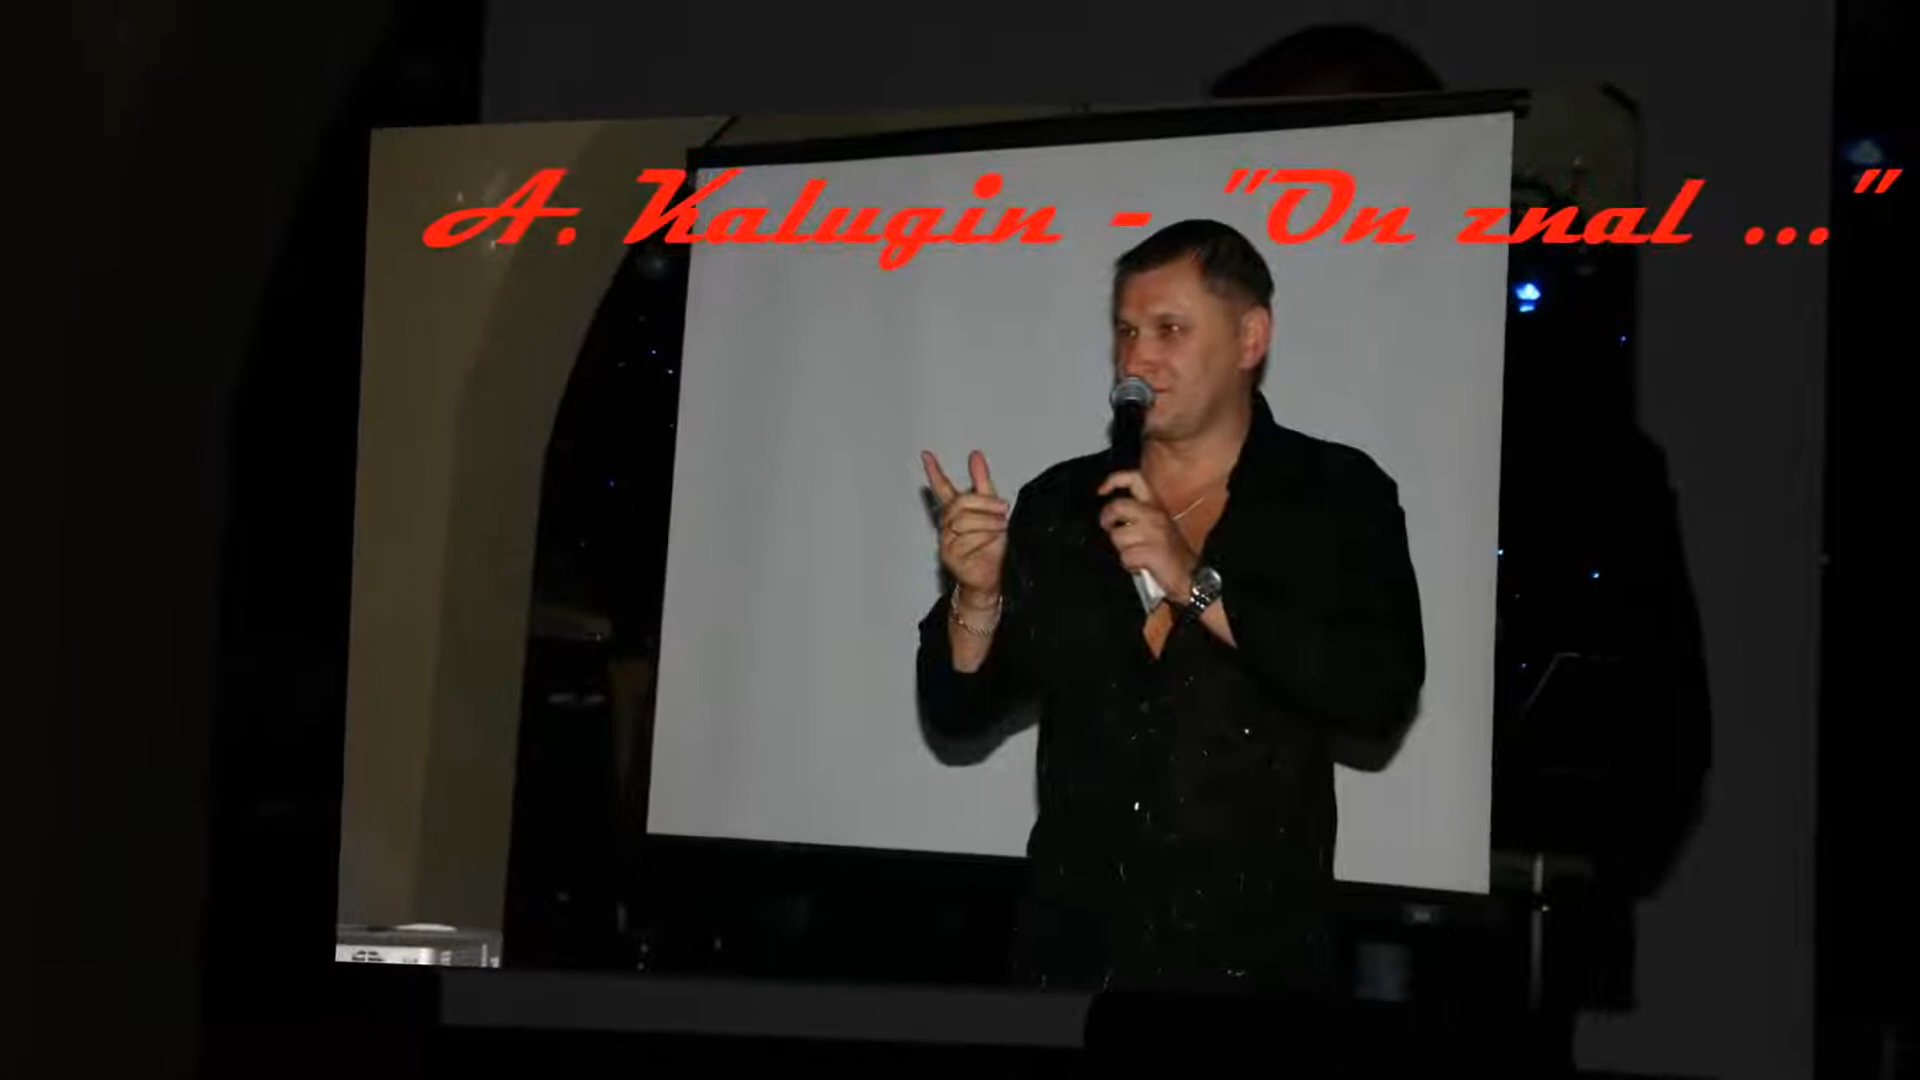 A. Kalugin - "On znal ..."